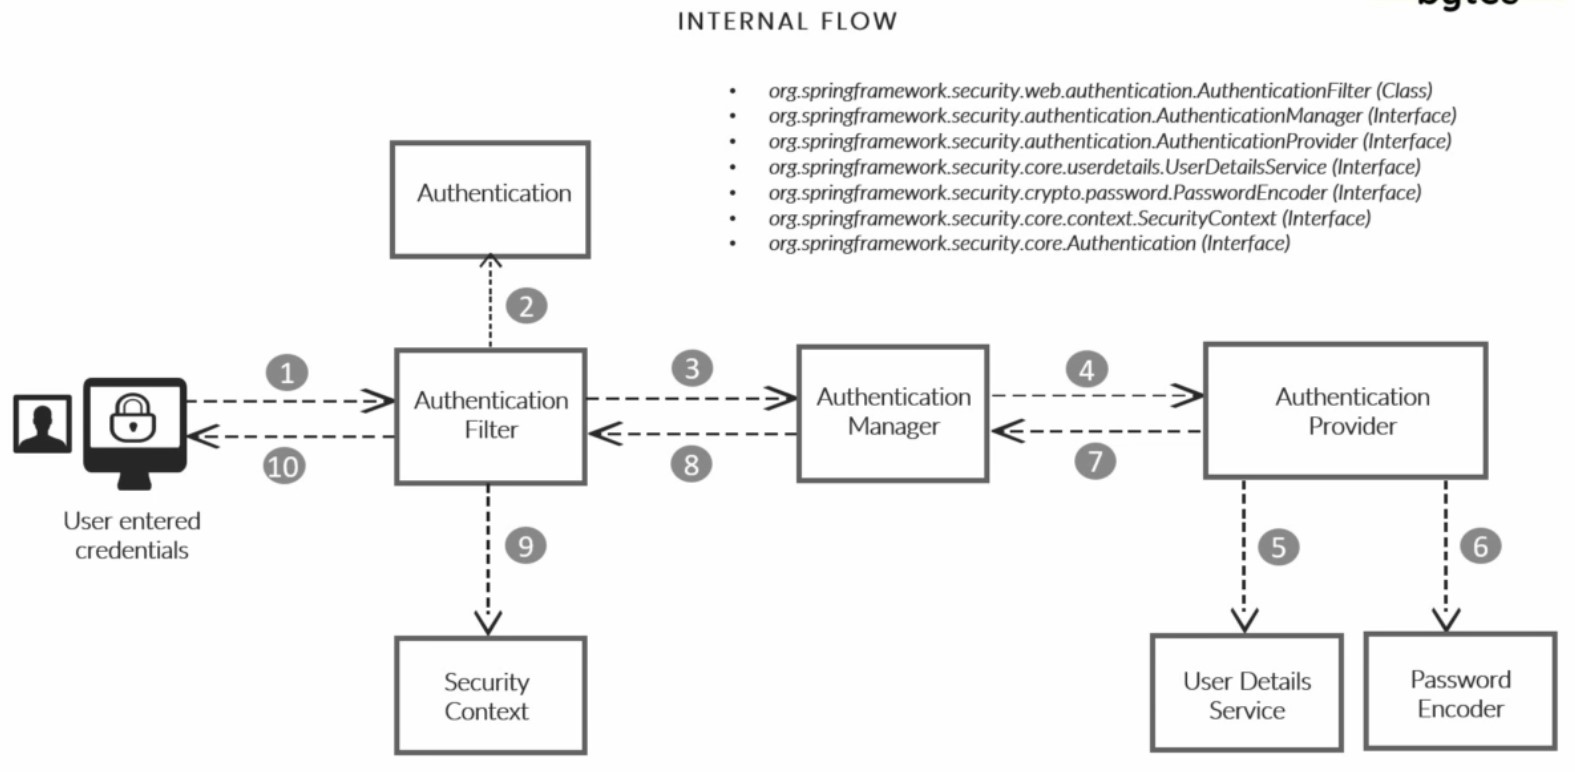 INTERNAL FLOW
• org.springframework.security.web.authentication.AuthenticationFilter (Class)
• org.springframework.security.authentication.AuthenticationManager (Interface)
• org.springframework.security.authentication.AuthenticationProvider (Interface)
• org.springframework.security.core.userdetails.UserDetailsService (Interface)
• org.springframework.security.crypto.password.PasswordEncoder (Interface)
• org.springframework.security.core.context.SecurityContext (Interface)
• org.springframework.security.core.Authentication (Interface)
Authentication
2
1
3
4
Authentication
Filter
Authentication
Manager
Authentication
Provider
10
8
7
User entered
credentials
9
5
6
Security
Context
User Details
Service
Password
Encoder